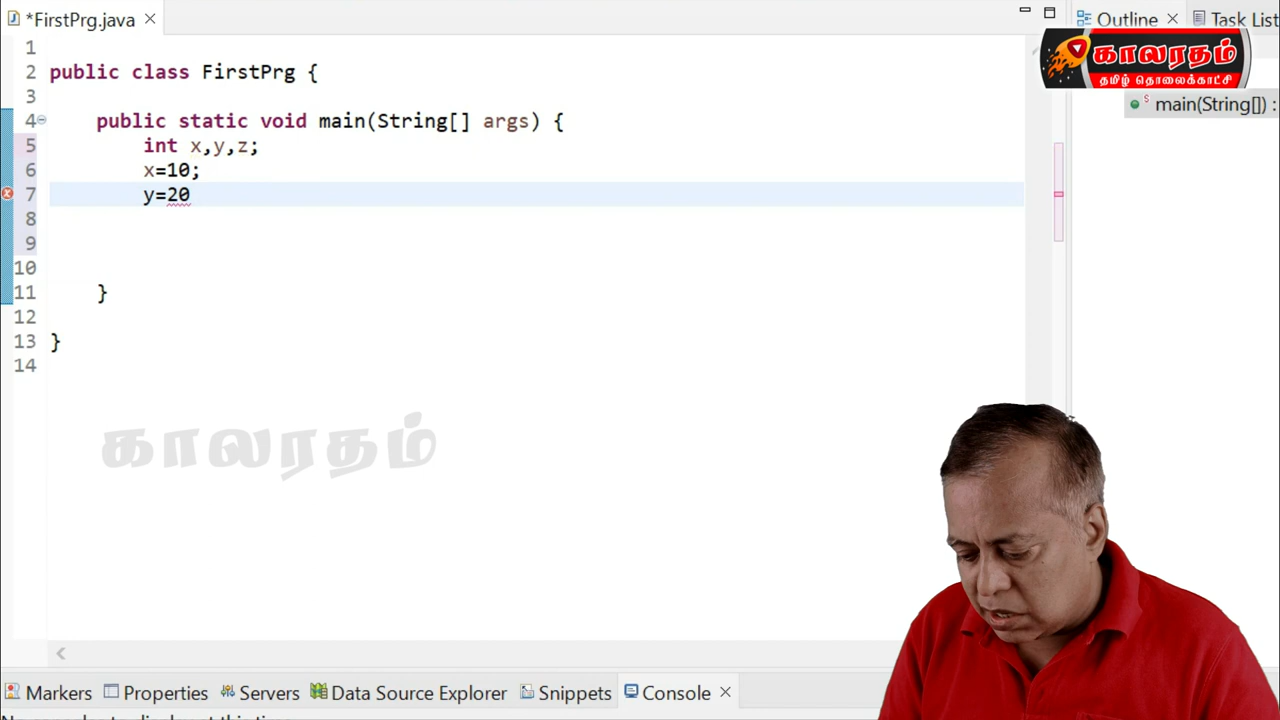 *FirstPrg.java
Outline
Task List
காலரதம்
தமிழ் தொலைக்காட்சி
1
2 public class FirstPrg {
3
4 public static void main(String[] args) {
5 int x,y,z;
6 x=10;
7 y=20
8
9
10
11 }
12
13 }
14
main(String[]) :
காலரதம்
Markers Properties Servers Data Source Explorer Snippets Console